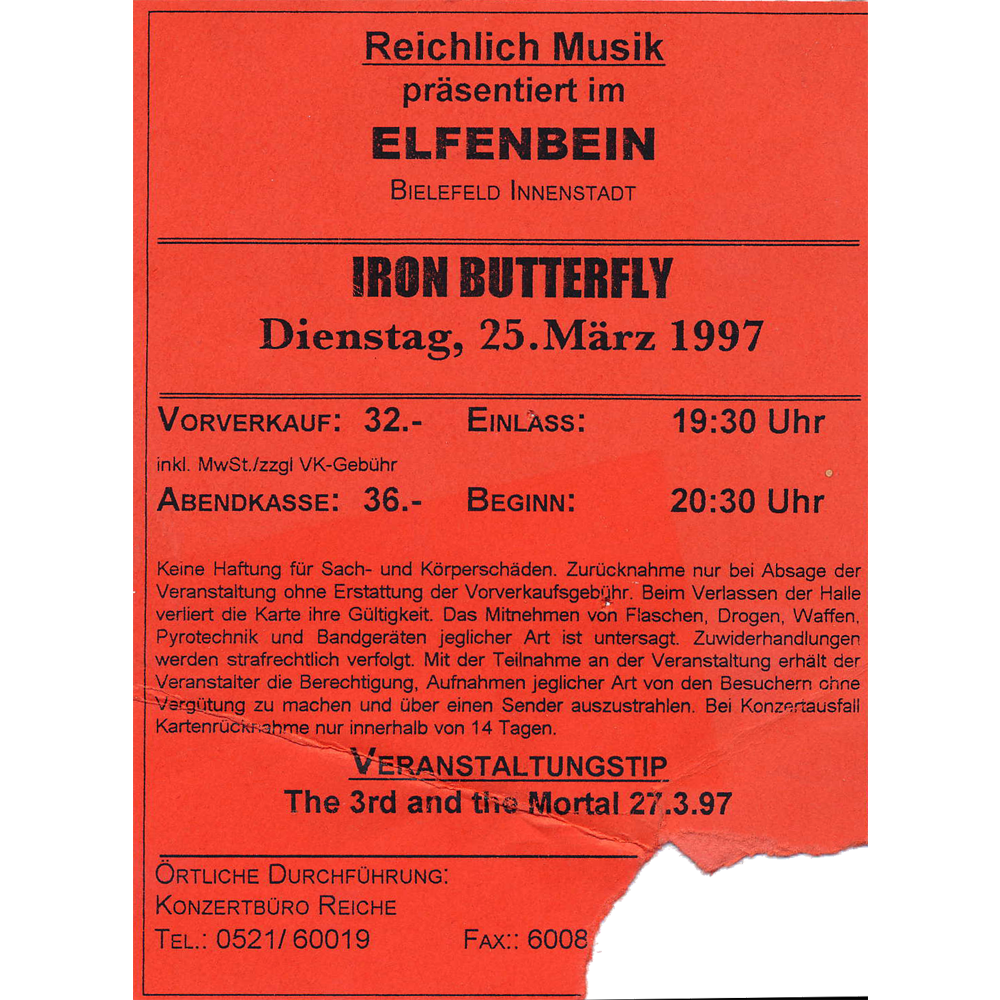 Reichlich Musik
präsentiert im
ELFENBEIN
BIELEFELD INNENSTADT
IRON BUTTERFLY
Dienstag, 25.März 1997
VORVERKAUF: 32.- EINLASS: 19:30 Uhr
inkl. MwSt./zzgl VK-Gebühr
ABENDKASSE: 36.- BEGINN: 20:30 Uhr
Keine Haftung für Sach- und Körperschäden. Zurücknahme nur bei Absage der
Veranstaltung ohne Erstattung der Vorverkaufsgebühr. Beim Verlassen der Halle
verliert die Karte ihre Gültigkeit. Das Mitnehmen von Flaschen, Drogen, Waffen,
Pyrotechnik und Bandgeräten jeglicher Art ist untersagt. Zuwiderhandlungen
werden strafrechtlich verfolgt. Mit der Teilnahme an der Veranstaltung erhält der
Veranstalter die Berechtigung, Aufnahmen jeglicher Art von den Besuchern ohne
Vergütung zu machen und über einen Sender auszustrahlen. Bei Konzertausfall
Kartenrücknahme nur innerhalb von 14 Tagen.
VERANSTALTUNGSTIP
The 3rd and the Mortal 27.3.97
ÖRTLICHE DURCHFÜHRUNG:
KONZERTBÜRO REICHE
TEL.: 0521/ 60019 FAX:: 6008